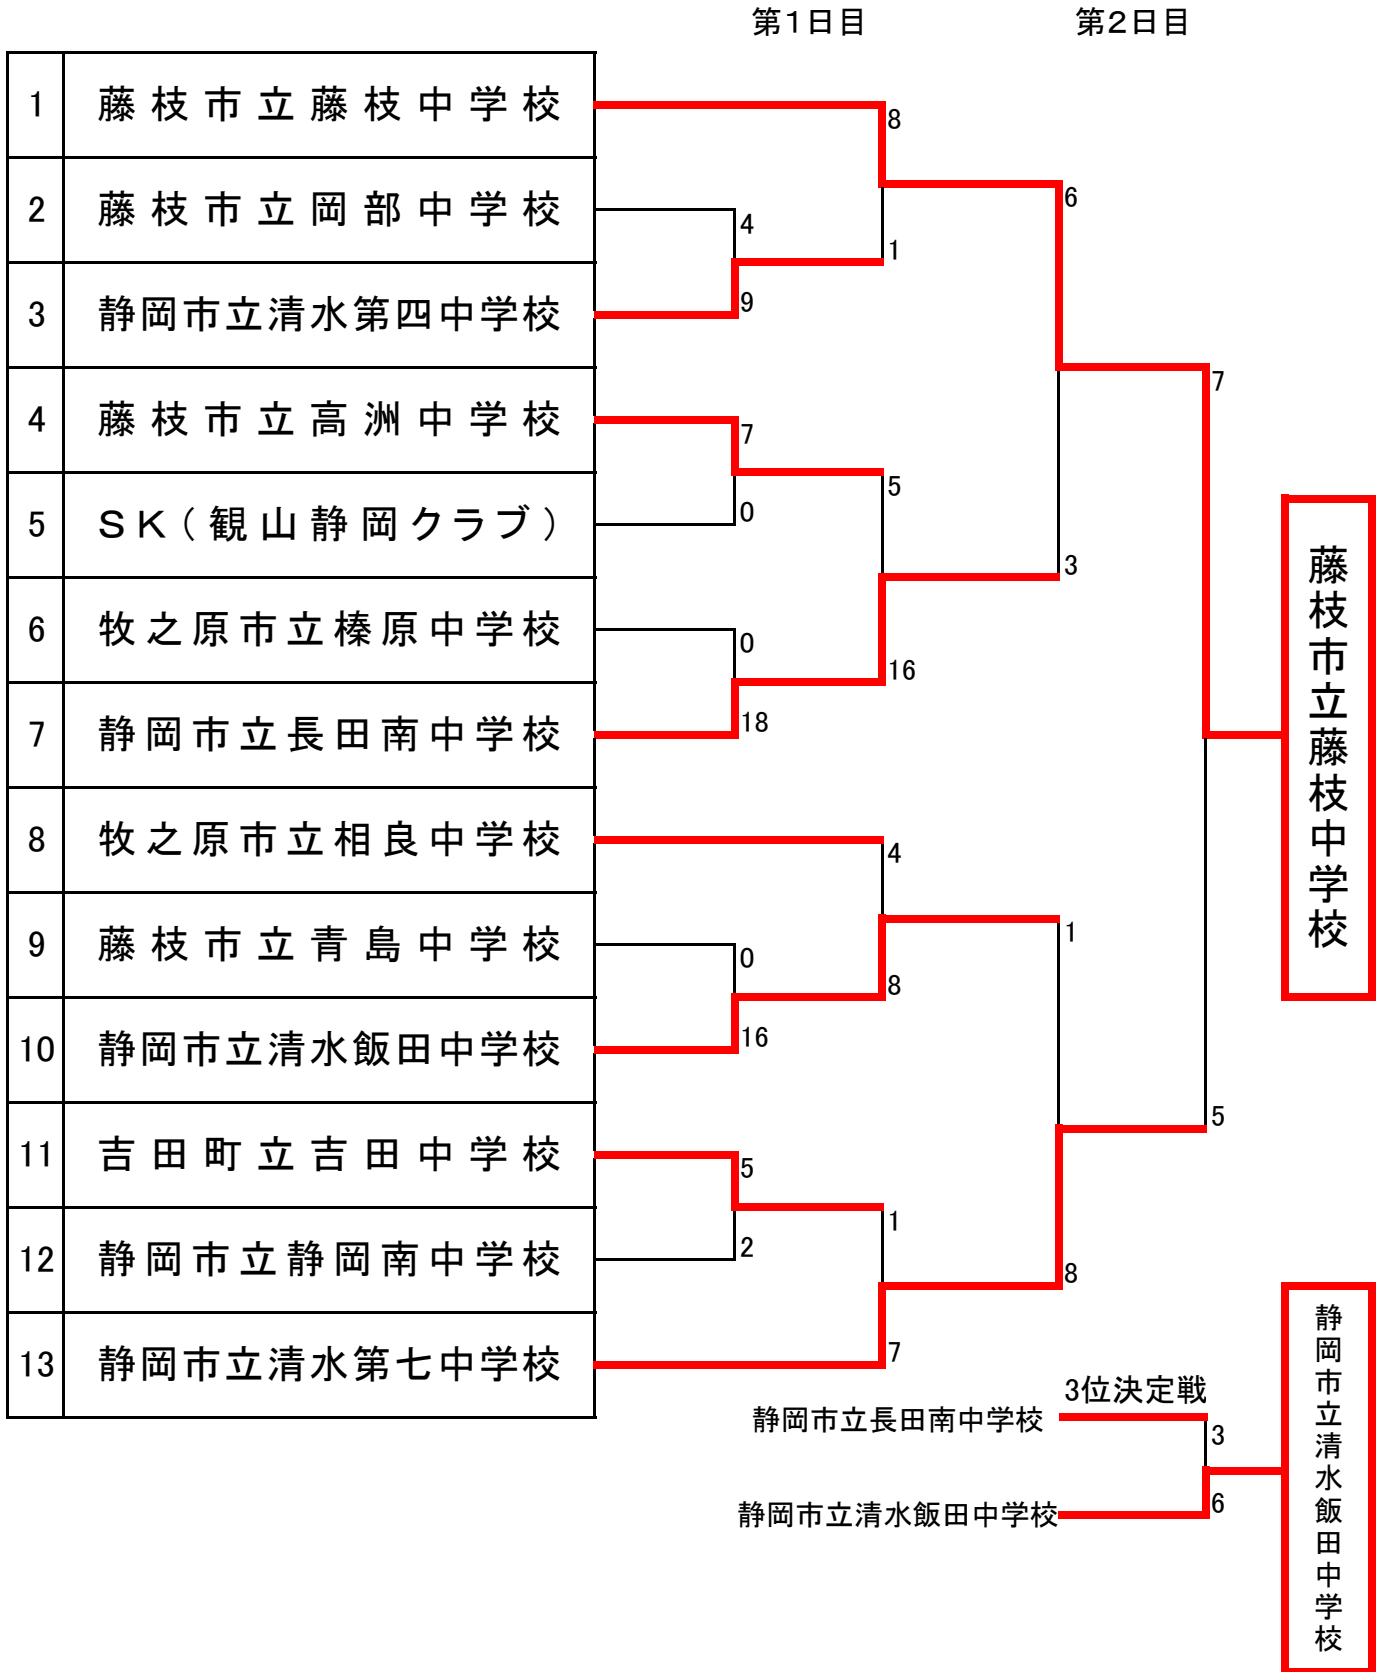 第1日目
第2日目
1 藤枝市立藤枝中学校
2 藤枝市立岡部中学校
3 静岡市立清水第四中学校
4 藤枝市立高洲中学校
5 SK(観山静岡クラブ)
6 牧之原市立榛原中学校
7 静岡市立長田南中学校
8 牧之原市立相良中学校
9 藤枝市立青島中学校
10 静岡市立清水飯田中学校
11 吉田町立吉田中学校
12 静岡市立静岡南中学校
13 静岡市立清水第七中学校
4
9
7
0
0
18
0
16
5
2
8
1
5
16
4
8
1
7
6
3
1
8
7
5
藤枝市立藤枝中学校
3位決定戦
静岡市立長田南中学校
3
静岡市立清水飯田中学校
6
静岡市立清水飯田中学校